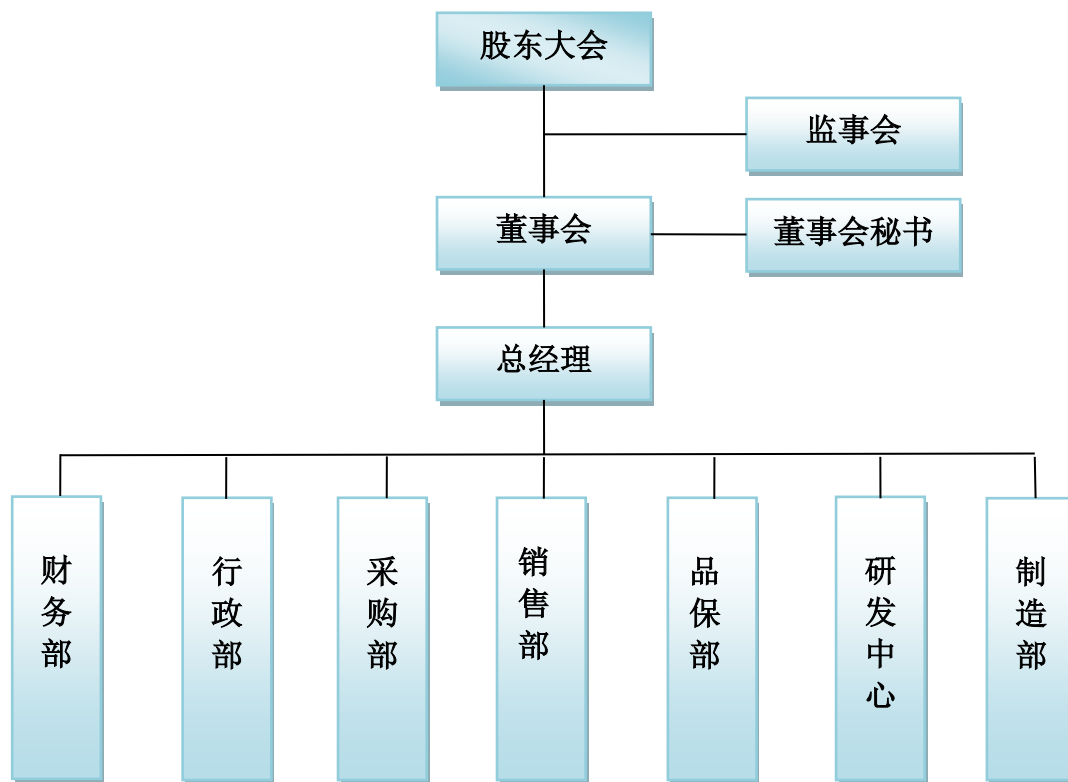 股东大会
监事会
董事会
董事会秘书
总经理
财务部
行政部
采购部
销售部
品保部
研发中心
制造部